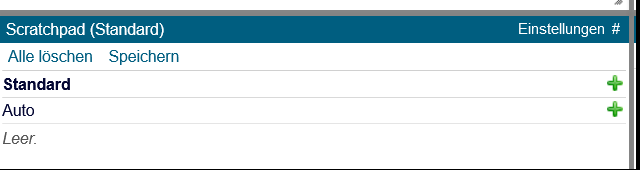 Scratchpad (Standard) Einstellungen #
Alle löschen Speichern
Standard
Auto
Leer.